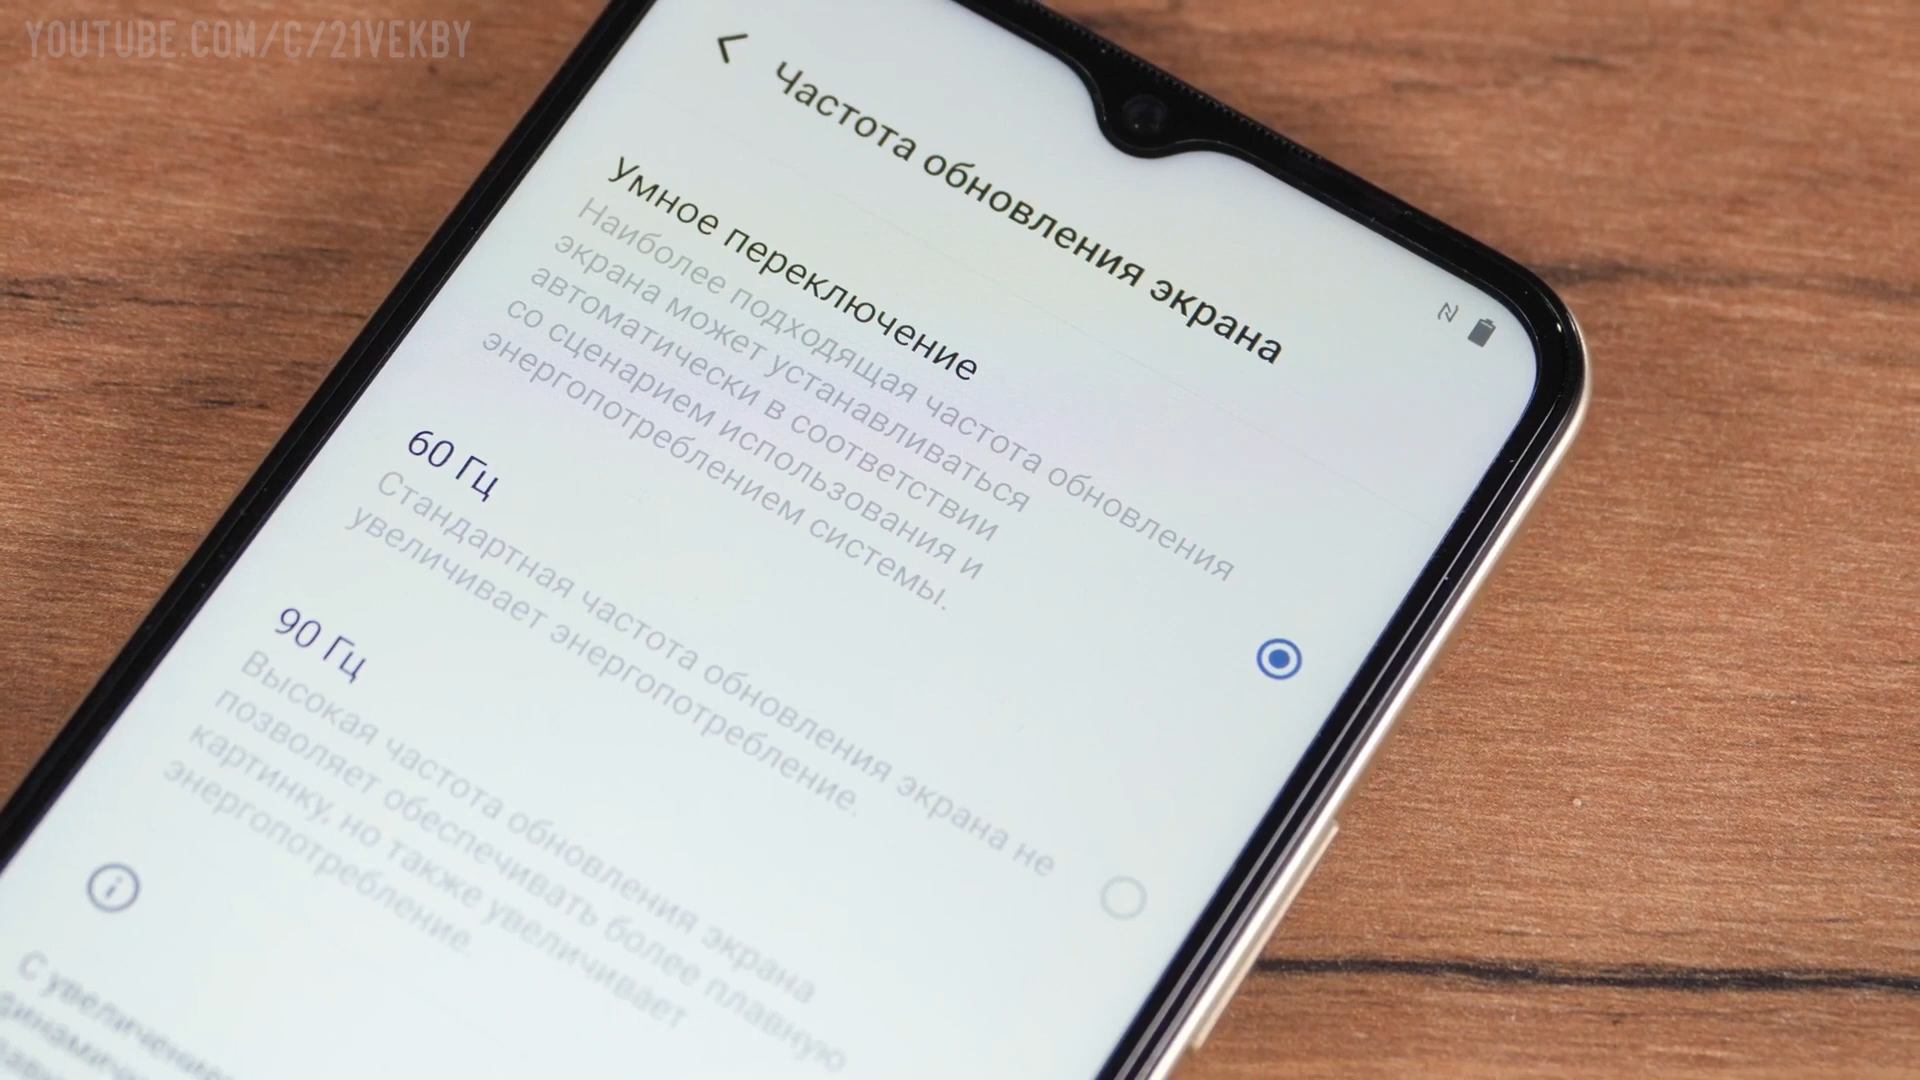 YOUTUBE.COM/C/21VEKBY
Частота обновления экрана
Умное переключение
Наиболее подходящая частота обновления
экрана может устанавливаться
автоматически в соответствии
со сценарием использования и
энергопотреблением системы.
60 Гц
Стандартная частота обновления экрана не
увеличивает энергопотребление.
90 Гц
Высокая частота обновления экрана
позволяет обеспечивать более плавную
картинку, но также увеличивает
энергопотребление.
С увеличением